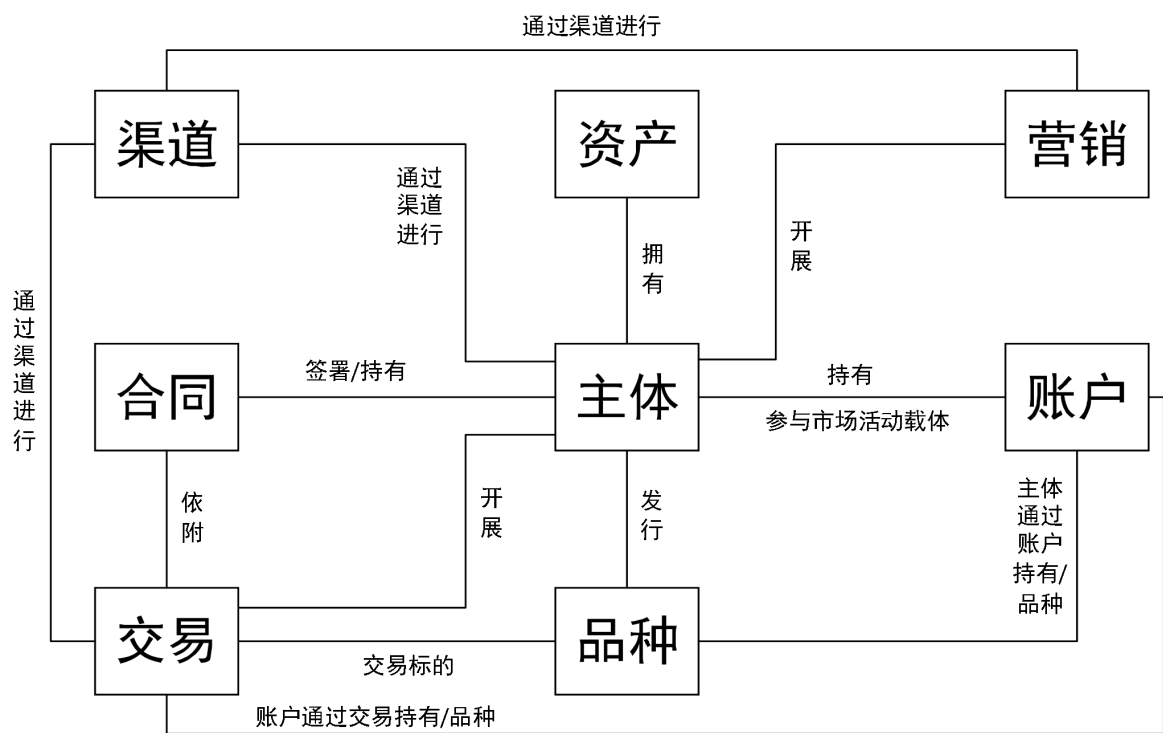 通过渠道进行
渠道
资产
营销
通过
渠道
进行
开
展
拥
有
通
过
渠
道
进
行
合同
签署/持有
主体
持有
参与市场活动载体
账户
依
附
开
展
发
行
主体
通过
账户
持有/
品种
交易
交易标的
品种
账户通过交易持有/品种